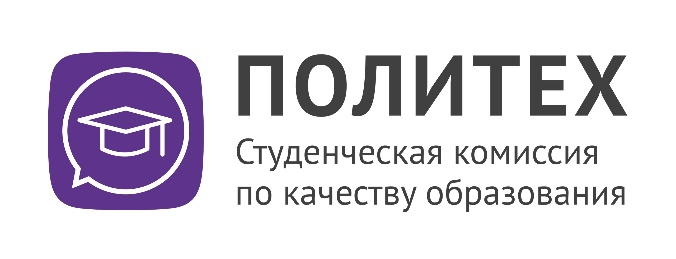 ПОЛИТЕХ
Студенческая комиссия
по качеству образования